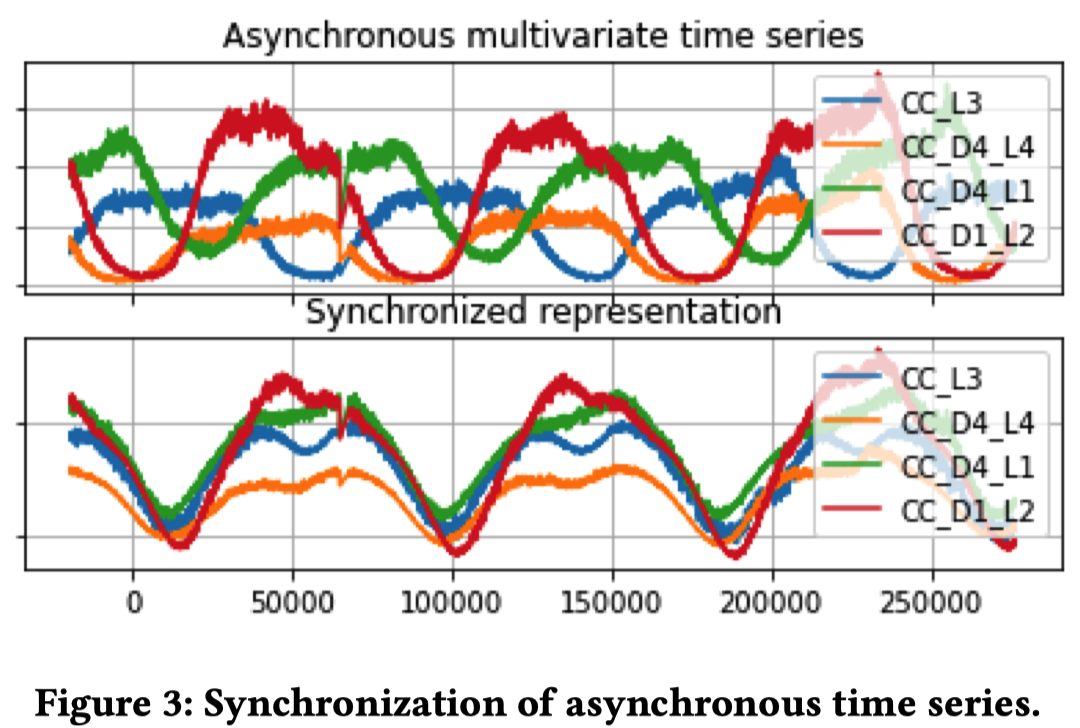 Asynchronous multivariate time series
CC_L3
CC_D4_L4
CC_D4_L1
CC_D1_L2
Synchronized representation
CC_L3
CC_D4_L4
CC_D4_L1
CC_D1_L2
0 50000 100000 150000 200000 250000
Figure 3: Synchronization of asynchronous time series.